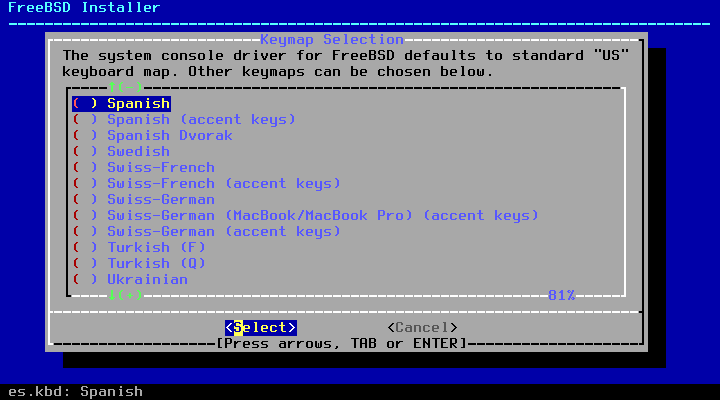 FreeBSD Installer
Keymap Selection
The system console driver for FreeBSD defaults to standard "US"
keyboard map. Other keymaps can be chosen below.
↑(-)
( ) Spanish
( ) Spanish (accent keys)
( ) Spanish Dvorak
( ) Swedish
( ) Swiss-French
( ) Swiss-French (accent keys)
( ) Swiss-German
( ) Swiss-German (MacBook/MacBook Pro) (accent keys)
( ) Swiss-German (accent keys)
( ) Turkish (F)
( ) Turkish (Q)
( ) Ukrainian
↓(+) 81%
<Select> <Cancel>
[Press arrows, TAB or ENTER]
es.kbd: Spanish